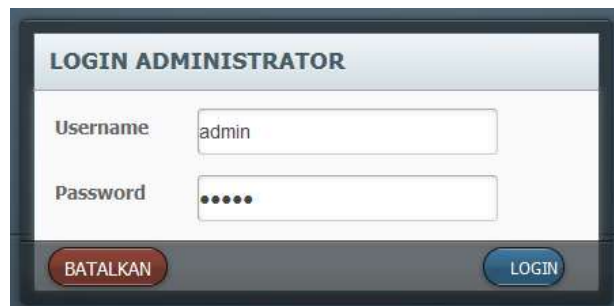 LOGIN ADMINISTRATOR
Username admin
Password •••••
BATALKAN LOGIN